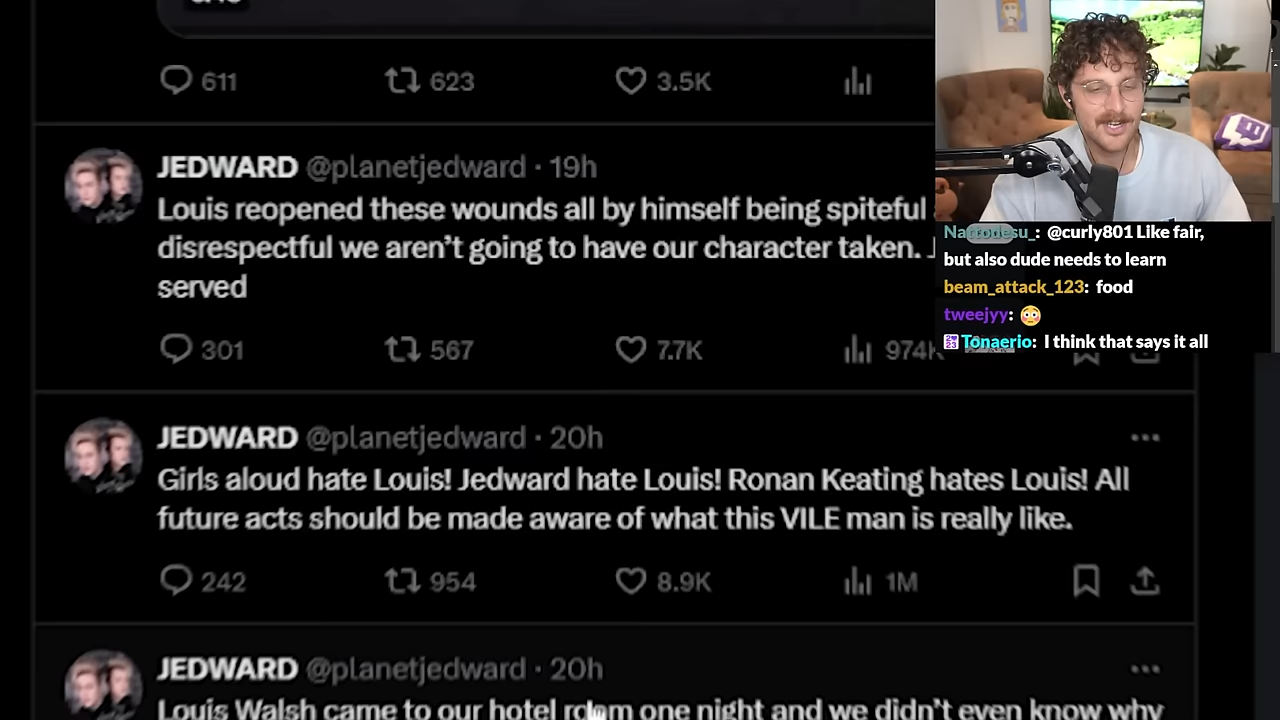 611 623 3.5K
JEDWARD @planetjedward · 19h
Louis reopened these wounds all by himself being spiteful
disrespectful we aren't going to have our character taken.
served
301 567 7.7K 974K
JEDWARD @planetjedward · 20h
Girls aloud hate Louis! Jedward hate Louis! Ronan Keating hates Louis! All
future acts should be made aware of what this VILE man is really like.
242 954 8.9K 1M
JEDWARD @planetjedward · 20h
Louis Walsh came to our hotel room one night and we didn't even know why
@curly801 Like fair,
but also dude needs to learn
beam_attack_123: food
tweejyy: 😳
Tonaerio: I think that says it all